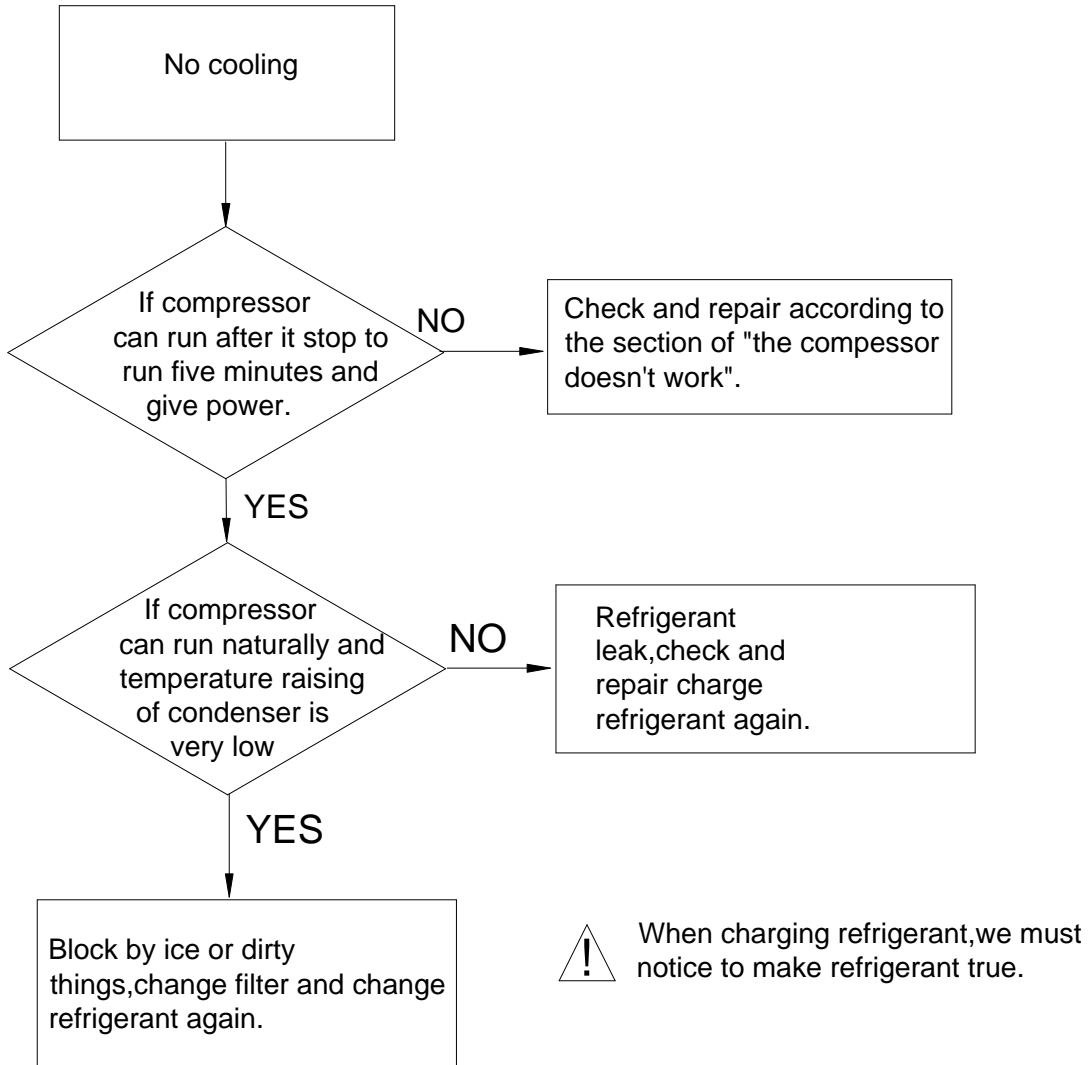 No cooling
If compressor
can run after it stop to
run five minutes and
give power.
NO
Check and repair according to
the section of "the compessor
doesn't work".
YES
If compressor
can run naturally and
temperature raising
of condenser is
very low
NO
Refrigerant
leak,check and
repair charge
refrigerant again.
YES
Block by ice or dirty
things,change filter and change
refrigerant again.
!
When charging refrigerant,we must
notice to make refrigerant true.